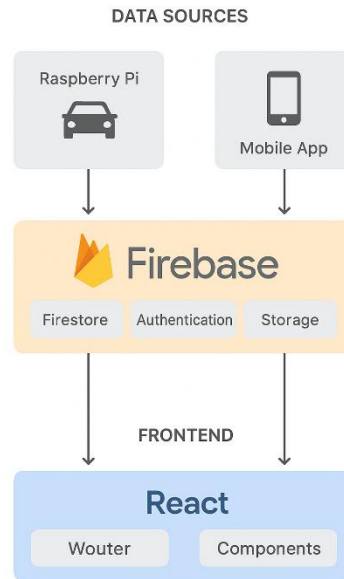 DATA SOURCES
Raspberry Pi
Mobile App
Firebase
Firestore
Authentication
Storage
FRONTEND
React
Wouter
Components